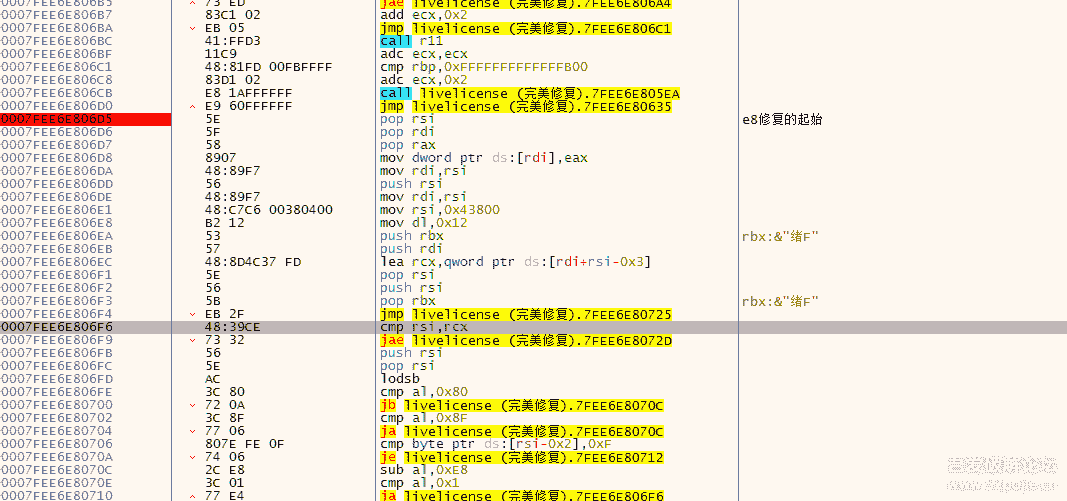 0007FEE6E806B5 73 ED jae livelicense (完美修复).7FEE6E806A4
0007FEE6E806B7 83C1 02 add ecx,0x2
0007FEE6E806BA EB 05 jmp livelicense (完美修复).7FEE6E806C1
0007FEE6E806BC 41:FFD3 call r11
0007FEE6E806BF 11C9 adc ecx,ecx
0007FEE6E806C1 48:81FD 00FBFFFF cmp rbp,0xFFFFFFFFFFFFFB00
0007FEE6E806C8 83D1 02 adc ecx,0x2
0007FEE6E806CB E8 1AFFFFFF call livelicense (完美修复).7FEE6E805EA
0007FEE6E806D0 E9 60FFFFFF jmp livelicense (完美修复).7FEE6E80635
0007FEE6E806D5 5E pop rsi e8修复的起始
0007FEE6E806D6 5F pop rdi
0007FEE6E806D7 58 pop rax
0007FEE6E806D8 8907 mov dword ptr ds:[rdi],eax
0007FEE6E806DA 48:89F7 mov rdi,rsi
0007FEE6E806DD 56 push rsi
0007FEE6E806DE 48:89F7 mov rdi,rsi
0007FEE6E806E1 48:C7C6 00380400 mov rsi,0x43800
0007FEE6E806E8 B2 12 mov dl,0x12
0007FEE6E806EA 53 push rbx rbx:&"绪F"
0007FEE6E806EB 57 push rdi
0007FEE6E806EC 48:8D4C37 FD lea rcx,qword ptr ds:[rdi+rsi-0x3]
0007FEE6E806F1 5E pop rsi
0007FEE6E806F2 56 push rsi
0007FEE6E806F3 5B pop rbx rbx:&"绪F"
0007FEE6E806F4 EB 2F jmp livelicense (完美修复).7FEE6E80725
0007FEE6E806F6 48:39CE cmp rsi,rcx
0007FEE6E806F9 73 32 jae livelicense (完美修复).7FEE6E8072D
0007FEE6E806FB 56 push rsi
0007FEE6E806FC 5E pop rsi
0007FEE6E806FD AC lodsb
0007FEE6E806FE 3C 80 cmp al,0x80
0007FEE6E80700 72 0A jb livelicense (完美修复).7FEE6E8070C
0007FEE6E80702 3C 8F cmp al,0x8F
0007FEE6E80704 77 06 ja livelicense (完美修复).7FEE6E8070C
0007FEE6E80706 807E FE 0F cmp byte ptr ds:[rsi-0x2],0xF
0007FEE6E8070A 74 06 je livelicense (完美修复).7FEE6E80712
0007FEE6E8070C 2C E8 sub al,0xE8
0007FEE6E8070E 3C 01 cmp al,0x1
0007FEE6E80710 77 E4 ja livelicense (完美修复).7FEE6E806F6